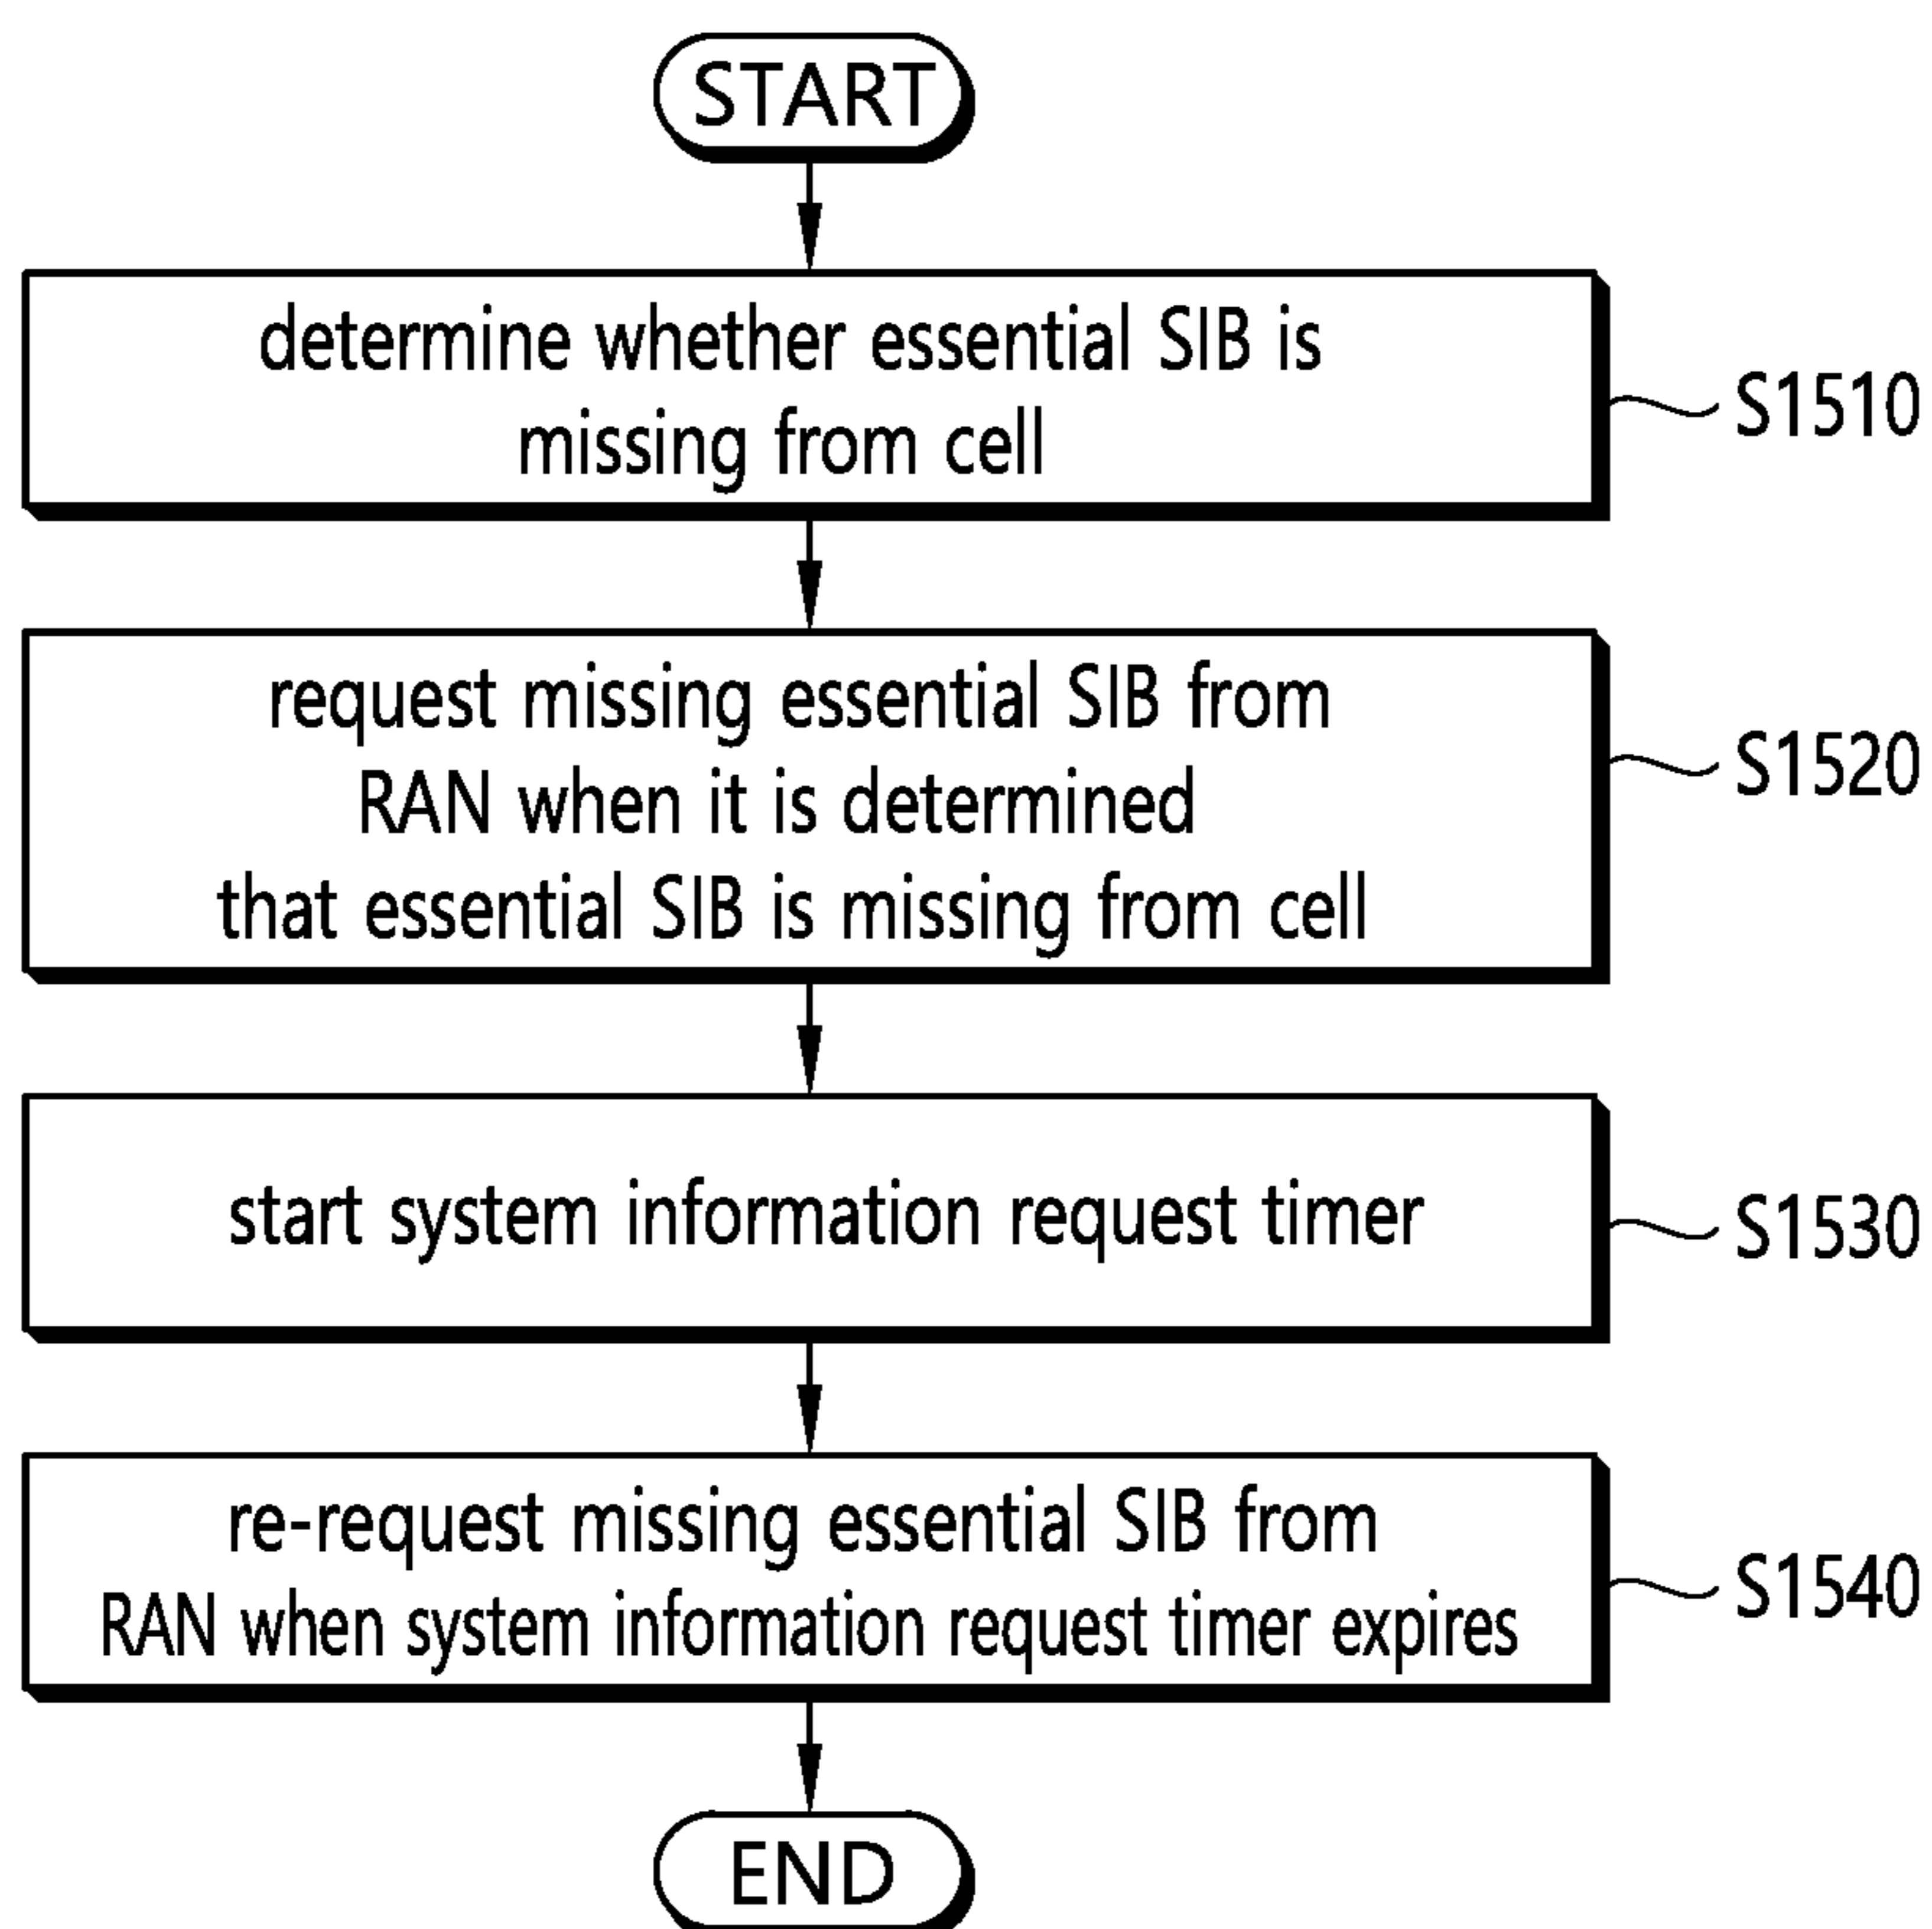 START
determine whether essential SIB is
missing from cell
S1510
request missing essential SIB from
RAN when it is determined
that essential SIB is missing from cell
S1520
start system information request timer
S1530
re-request missing essential SIB from
RAN when system information request timer expires
S1540
END